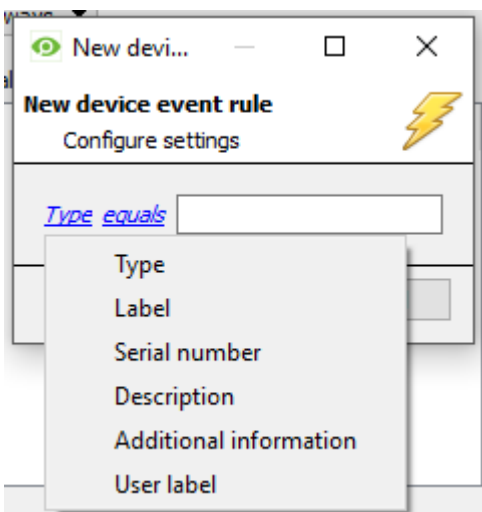 New devi...
New device event rule
Configure settings
Type equals
Type
Label
Serial number
Description
Additional information
User label